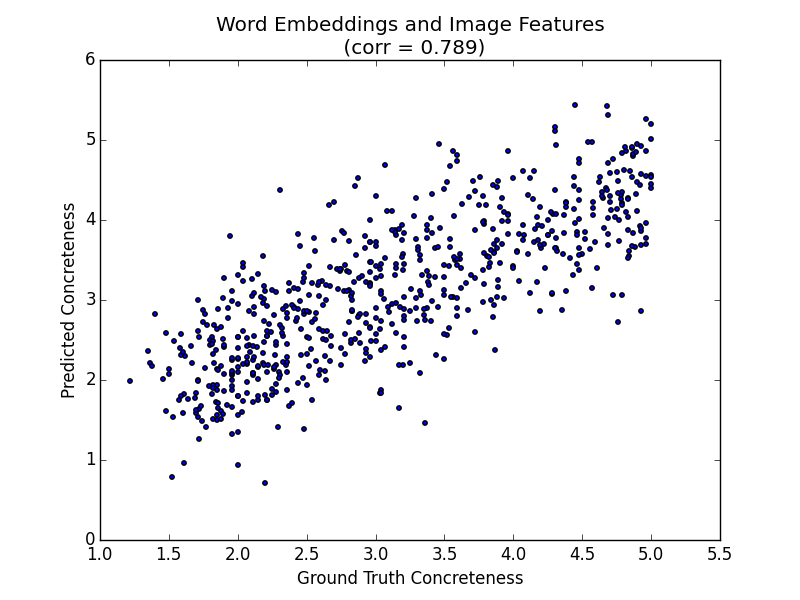 Word Embeddings and Image Features
(corr = 0.789)
6
5
4
3
2
1
0
Predicted Concreteness
1.0 1.5 2.0 2.5 3.0 3.5 4.0 4.5 5.0 5.5
Ground Truth Concreteness